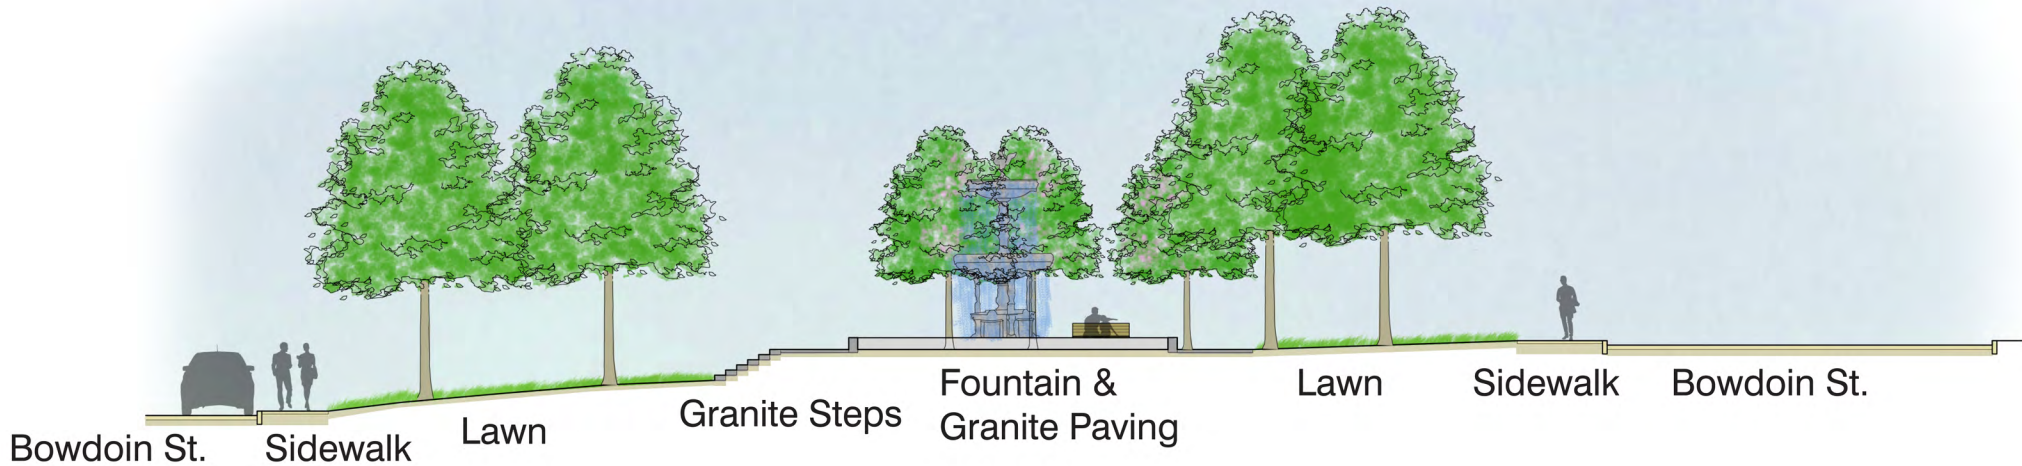 Bowdoin St.
Sidewalk
Lawn
Granite Steps
Fountain &
Granite Paving
Lawn
Sidewalk
Bowdoin St.